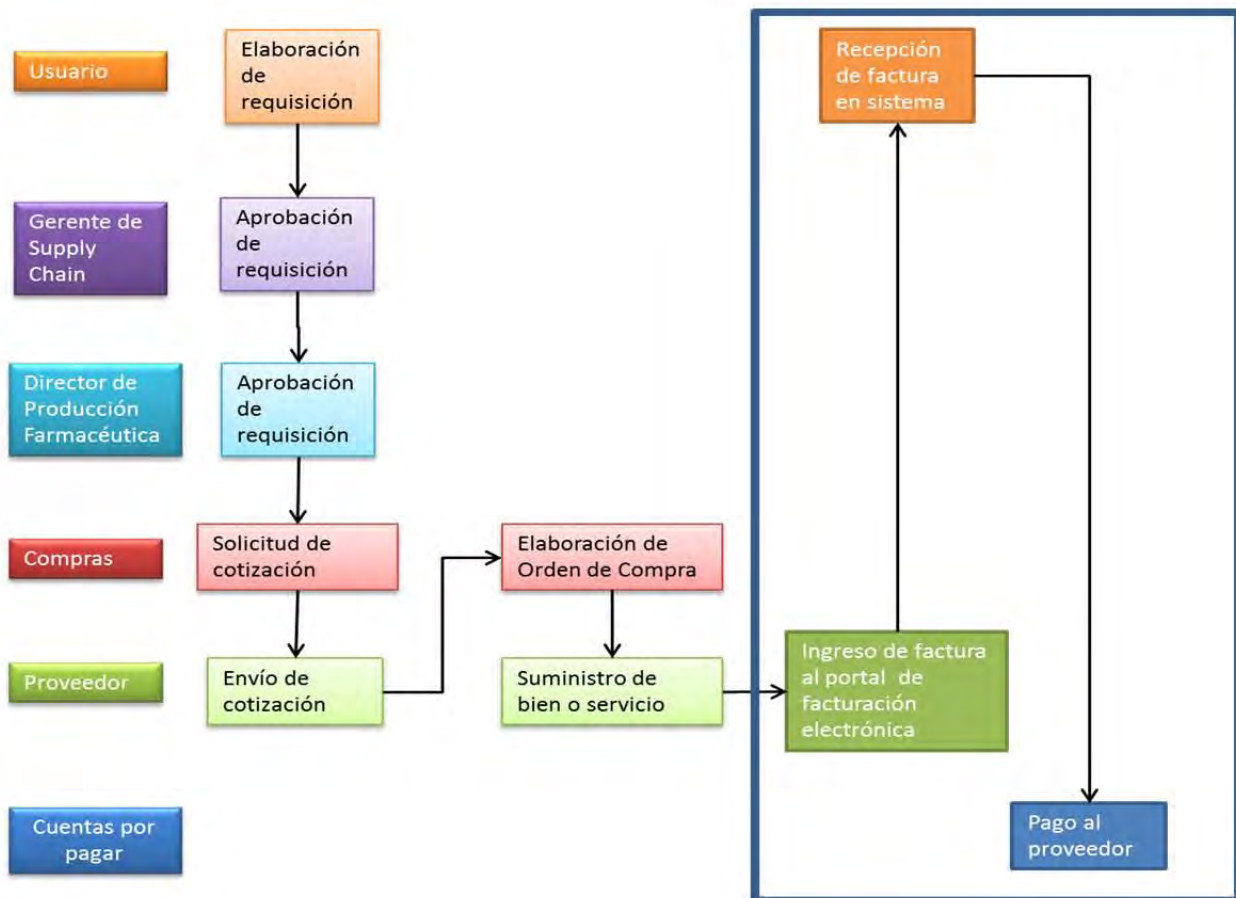 Usuario
Elaboración
de
requisición
Recepción
de factura
en sistema
Gerente de
Supply
Chain
Aprobación
de
requisición
Director de
Producción
Farmacéutica
Aprobación
de
requisición
Compras
Solicitud de
cotización
Elaboración de
Orden de Compra
Proveedor
Envío de
cotización
Suministro de
bien o servicio
Ingreso de factura
al portal de
facturación
electrónica
Cuentas por
pagar
Pago al
proveedor